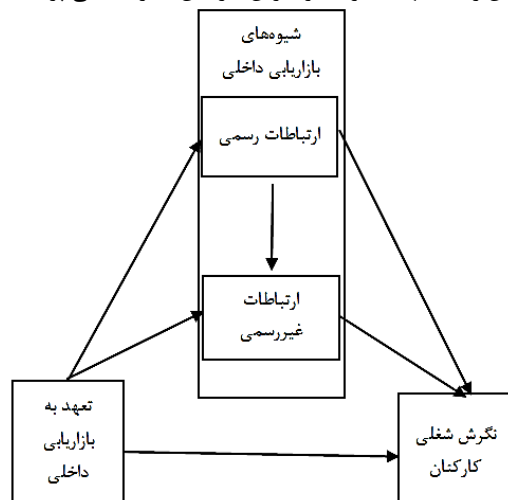 شیوه‌های
بازاریابی داخلی
ارتباطات رسمی
ارتباطات
غیررسمی
تعهد به
بازاریابی
داخلی
نگرش شغلی
کارکنان